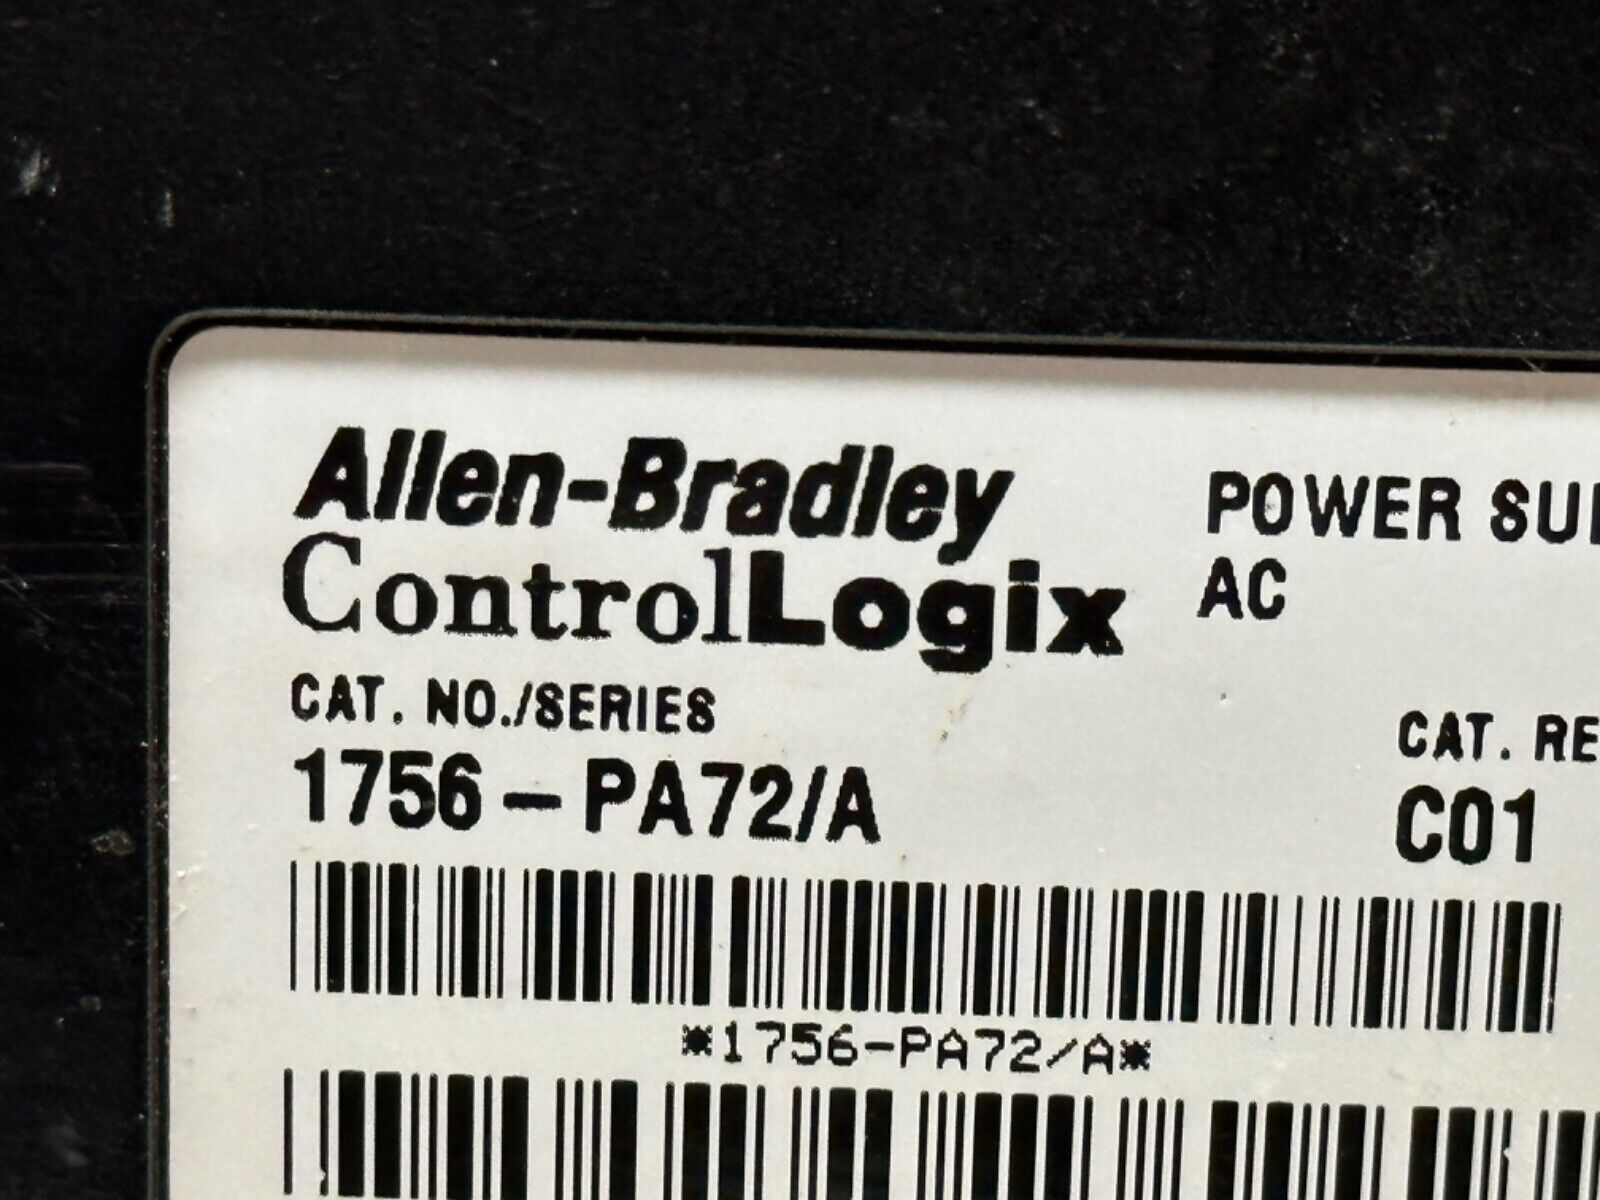 Allen-Bradley
ControlLogix
POWER SU
AC
CAT. NO./SERIES
1756-PA72/A
CAT. RE
C01
*1756-PA72/A*